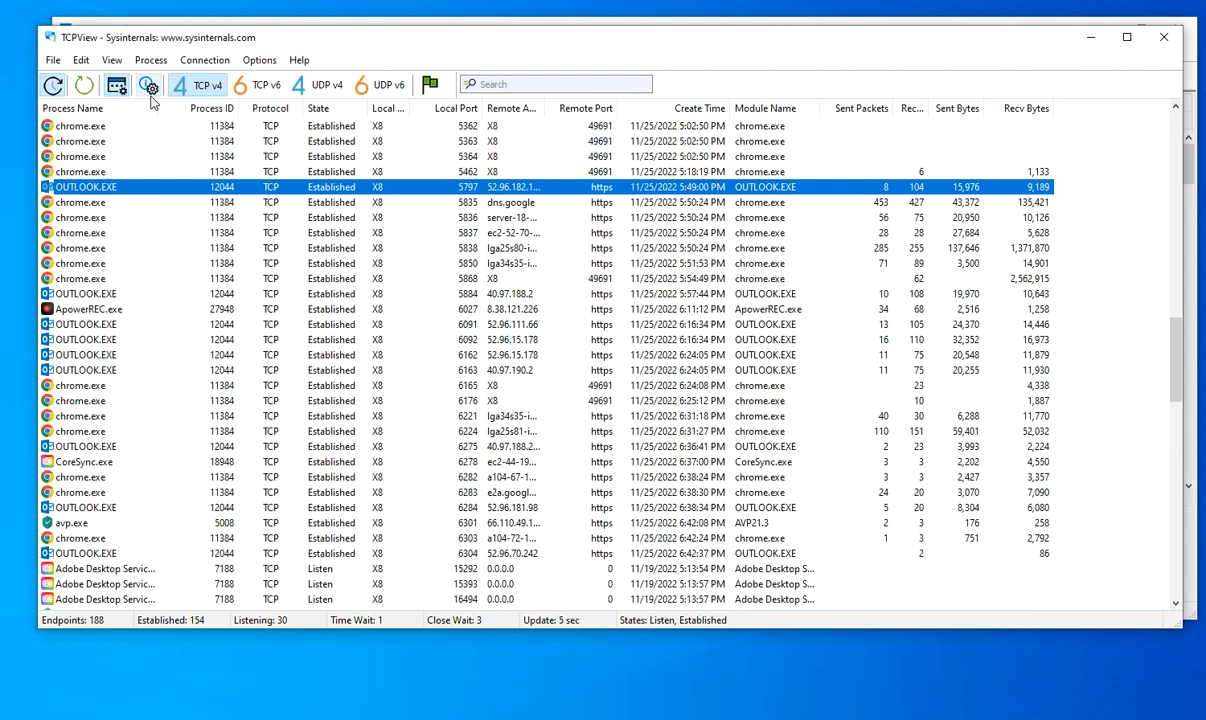 TCPView - Sysinternals: www.sysinternals.com
File Edit View Process Connection Options Help
4 TCP v4 6 TCP v6 4 UDP v4 6 UDP v6 Search
Process Name Process ID Protocol State Local ... Local Port Remote A... Remote Port Create Time Module Name Sent Packets Rec... Sent Bytes Recv Bytes
chrome.exe 11384 TCP Established X8 5362 X8 49691 11/25/2022 5:02:50 PM chrome.exe
chrome.exe 11384 TCP Established X8 5363 X8 49691 11/25/2022 5:02:50 PM chrome.exe
chrome.exe 11384 TCP Established X8 5364 X8 49691 11/25/2022 5:02:50 PM chrome.exe
chrome.exe 11384 TCP Established X8 5462 X8 49691 11/25/2022 5:18:19 PM chrome.exe 6 1,133
OUTLOOK.EXE 12044 TCP Established X8 5797 52.96.182.1... https 11/25/2022 5:49:00 PM OUTLOOK.EXE 8 104 15,976 9,189
chrome.exe 11384 TCP Established X8 5835 dns.google https 11/25/2022 5:50:24 PM chrome.exe 453 427 43,372 135,421
chrome.exe 11384 TCP Established X8 5836 server-18-... https 11/25/2022 5:50:24 PM chrome.exe 56 75 20,950 10,126
chrome.exe 11384 TCP Established X8 5837 ec2-52-70-... https 11/25/2022 5:50:24 PM chrome.exe 28 28 27,684 5,628
chrome.exe 11384 TCP Established X8 5838 lga25s80-i... https 11/25/2022 5:50:24 PM chrome.exe 285 255 137,646 1,371,870
chrome.exe 11384 TCP Established X8 5850 lga34s35-i... https 11/25/2022 5:51:53 PM chrome.exe 71 89 3,500 14,901
chrome.exe 11384 TCP Established X8 5868 X8 49691 11/25/2022 5:54:49 PM chrome.exe 62 2,562,915
OUTLOOK.EXE 12044 TCP Established X8 5884 40.97.188.2 https 11/25/2022 5:57:44 PM OUTLOOK.EXE 10 108 19,970 10,643
ApowerREC.exe 27948 TCP Established X8 6027 8.38.121.226 https 11/25/2022 6:11:12 PM ApowerREC.exe 34 68 2,516 1,258
OUTLOOK.EXE 12044 TCP Established X8 6091 52.96.111.66 https 11/25/2022 6:16:34 PM OUTLOOK.EXE 13 105 24,370 14,446
OUTLOOK.EXE 12044 TCP Established X8 6092 52.96.15.178 https 11/25/2022 6:16:34 PM OUTLOOK.EXE 16 110 32,352 16,973
OUTLOOK.EXE 12044 TCP Established X8 6162 52.96.15.178 https 11/25/2022 6:24:05 PM OUTLOOK.EXE 11 75 20,548 11,879
OUTLOOK.EXE 12044 TCP Established X8 6163 40.97.190.2 https 11/25/2022 6:24:05 PM OUTLOOK.EXE 11 75 20,255 11,930
chrome.exe 11384 TCP Established X8 6165 X8 49691 11/25/2022 6:24:08 PM chrome.exe 23 4,338
chrome.exe 11384 TCP Established X8 6176 X8 49691 11/25/2022 6:25:12 PM chrome.exe 10 1,887
chrome.exe 11384 TCP Established X8 6221 lga34s35-i... https 11/25/2022 6:31:18 PM chrome.exe 40 30 6,288 11,770
chrome.exe 11384 TCP Established X8 6224 lga25s81-i... https 11/25/2022 6:31:27 PM chrome.exe 110 151 59,401 52,032
OUTLOOK.EXE 12044 TCP Established X8 6275 40.97.188.2... https 11/25/2022 6:36:41 PM OUTLOOK.EXE 2 23 3,993 2,224
CoreSync.exe 18948 TCP Established X8 6278 ec2-44-19... https 11/25/2022 6:37:00 PM CoreSync.exe 3 3 2,202 4,550
chrome.exe 11384 TCP Established X8 6282 a104-67-1... https 11/25/2022 6:38:24 PM chrome.exe 3 3 2,427 3,357
chrome.exe 11384 TCP Established X8 6283 e2a.googl... https 11/25/2022 6:38:30 PM chrome.exe 24 20 3,070 7,090
OUTLOOK.EXE 12044 TCP Established X8 6284 52.96.181.98 https 11/25/2022 6:38:34 PM OUTLOOK.EXE 5 20 8,304 6,080
avp.exe 5008 TCP Established X8 6301 66.110.49.1... https 11/25/2022 6:42:08 PM AVP21.3 2 3 176 258
chrome.exe 11384 TCP Established X8 6303 a104-72-1... https 11/25/2022 6:42:24 PM chrome.exe 1 3 751 2,792
OUTLOOK.EXE 12044 TCP Established X8 6304 52.96.70.242 https 11/25/2022 6:42:37 PM OUTLOOK.EXE 2 86
Adobe Desktop Servic... 7188 TCP Listen X8 15292 0.0.0.0 0 11/19/2022 5:13:54 PM Adobe Desktop S...
Adobe Desktop Servic... 7188 TCP Listen X8 15393 0.0.0.0 0 11/19/2022 5:13:57 PM Adobe Desktop S...
Adobe Desktop Servic... 7188 TCP Listen X8 16494 0.0.0.0 0 11/19/2022 5:13:57 PM Adobe Desktop S...
Endpoints: 188 Established: 154 Listening: 30 Time Wait: 1 Close Wait: 3 Update: 5 sec States: Listen, Established